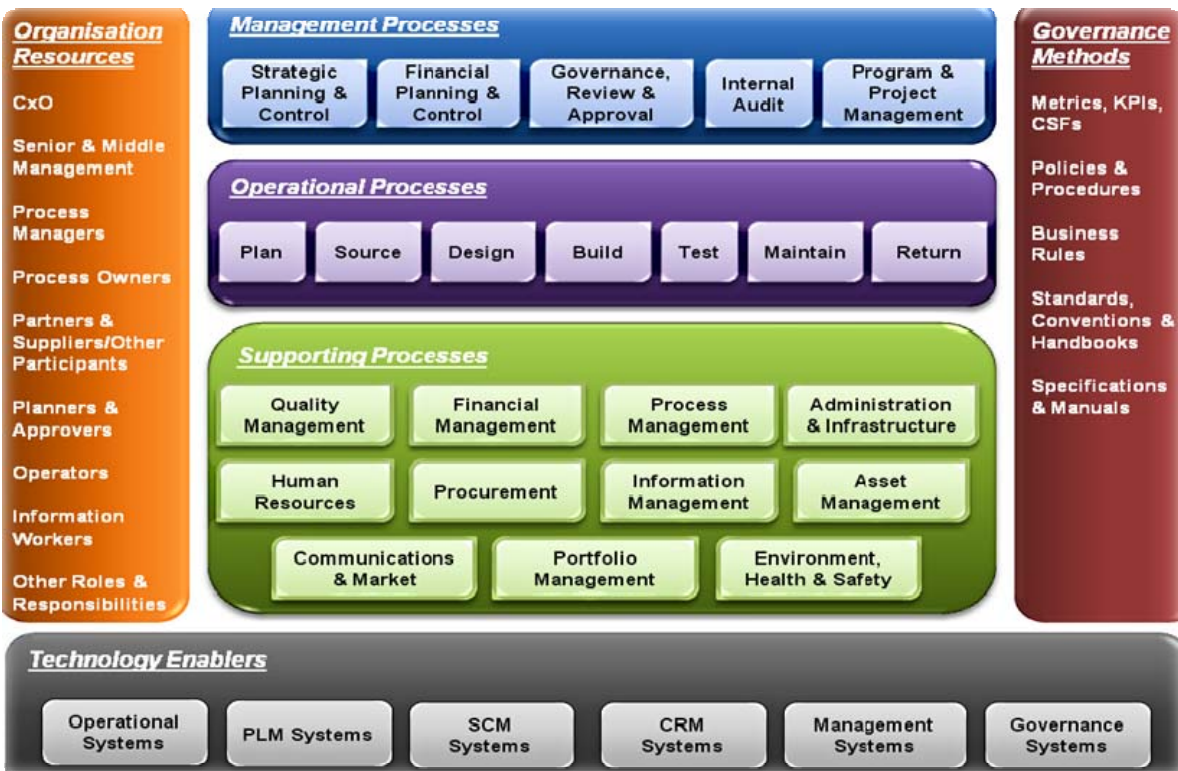 Organisation
Resources
CxO
Senior & Middle
Management
Process
Managers
Process Owners
Partners &
Suppliers/Other
Participants
Planners &
Approvers
Operators
Information
Workers
Other Roles &
Responsibilities
Management Processes
Strategic
Planning &
Control
Financial
Planning &
Control
Governance,
Review &
Approval
Internal
Audit
Program &
Project
Management
Operational Processes
Plan
Source
Design
Build
Test
Maintain
Return
Supporting Processes
Quality
Management
Financial
Management
Process
Management
Administration
& Infrastructure
Human
Resources
Procurement
Information
Management
Asset
Management
Communications
& Market
Portfolio
Management
Environment,
Health & Safety
Governance
Methods
Metrics, KPIs,
CSFs
Policies &
Procedures
Business
Rules
Standards,
Conventions &
Handbooks
Specifications
& Manuals
Technology Enablers
Operational
Systems
PLM Systems
SCM
Systems
CRM
Systems
Management
Systems
Governance
Systems